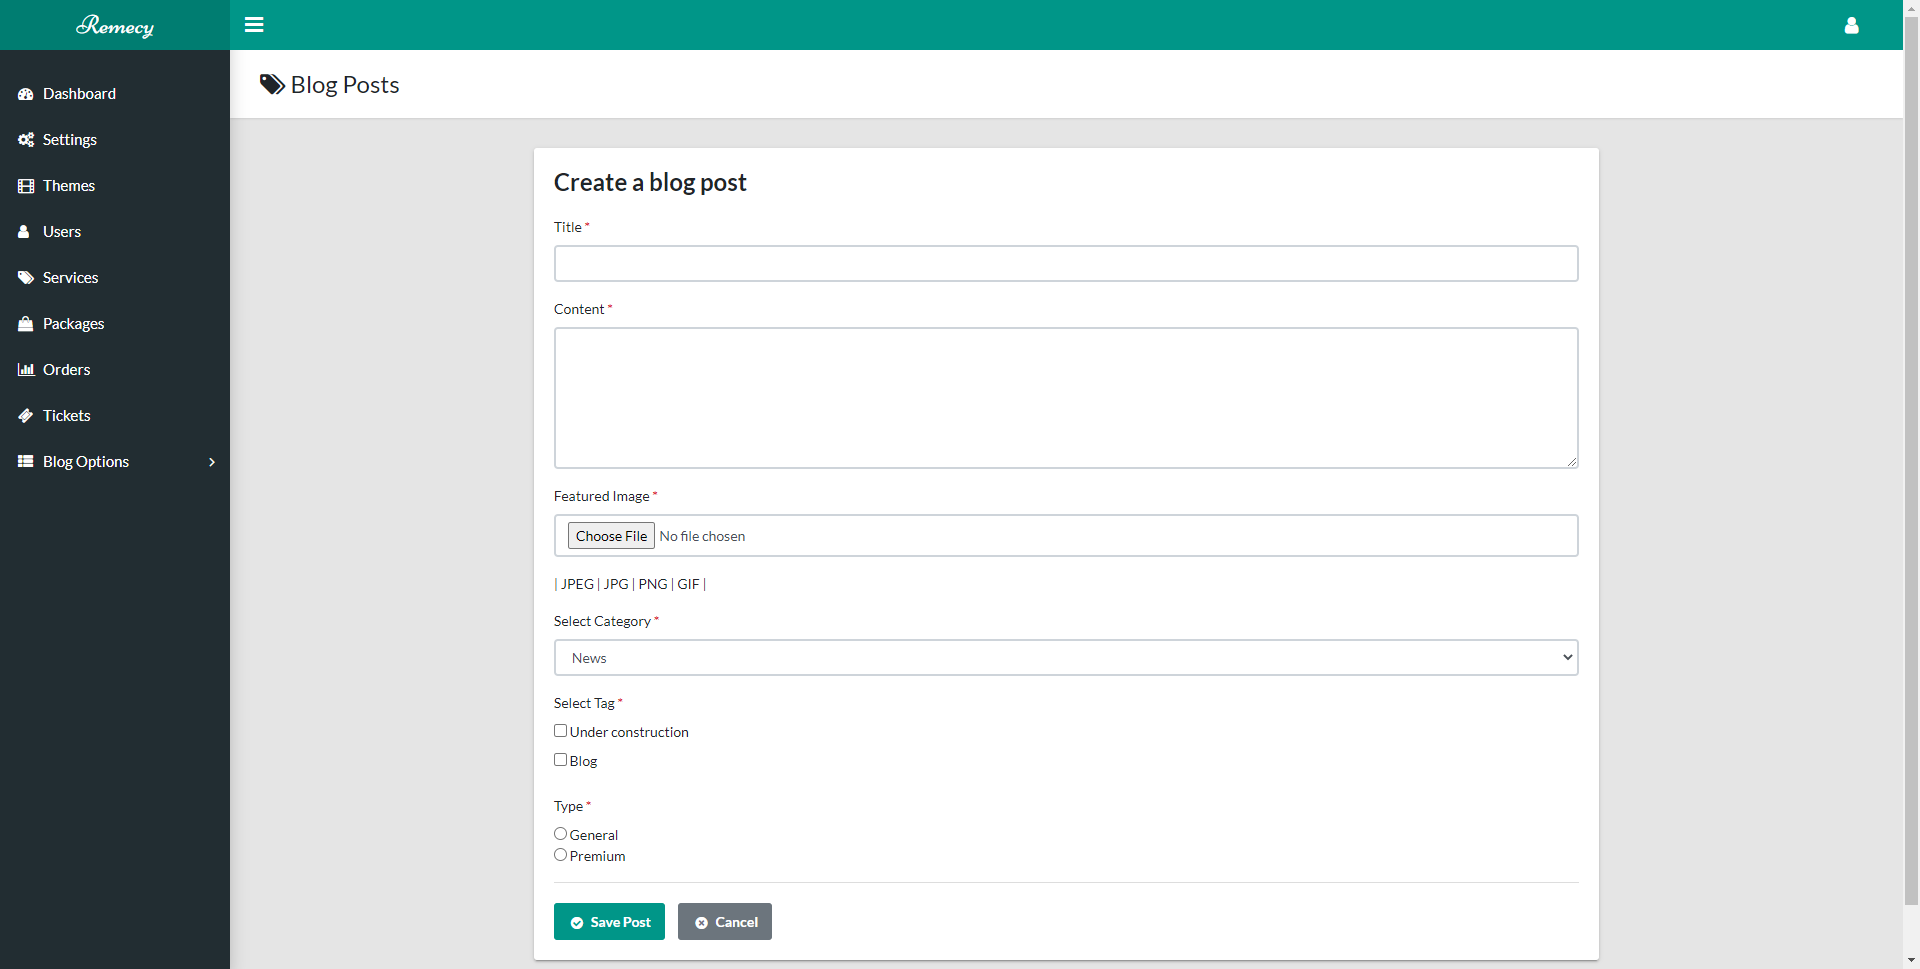 Remecy
Dashboard
Settings
Themes
Users
Services
Packages
Orders
Tickets
Blog Options
Blog Posts
Create a blog post
Title *
Content *
Featured Image *
Choose File No file chosen
| JPEG | JPG | PNG | GIF |
Select Category *
News
Select Tag *
Under construction
Blog
Type *
General
Premium
Save Post Cancel